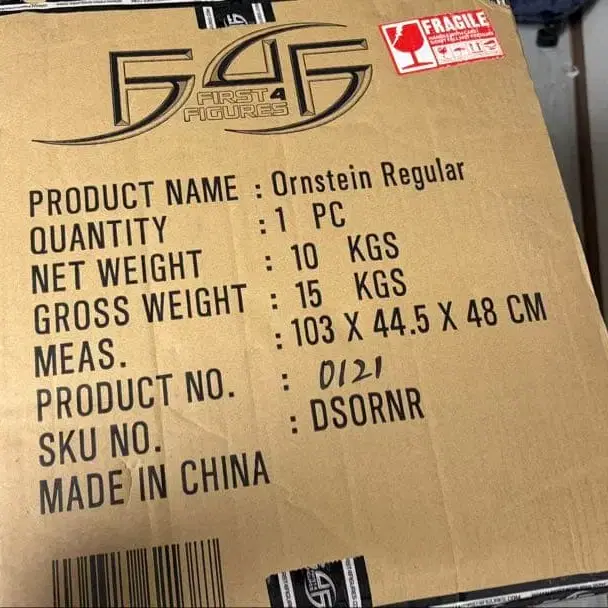 FIRST 4
FIGURES
FRAGILE
PRODUCT NAME : Ornstein Regular
QUANTITY : 1 PC
NET WEIGHT : 10 KGS
GROSS WEIGHT : 15 KGS
MEAS. : 103 X 44.5 X 48 CM
PRODUCT NO. : 0121
SKU NO. : DSORNR
MADE IN CHINA